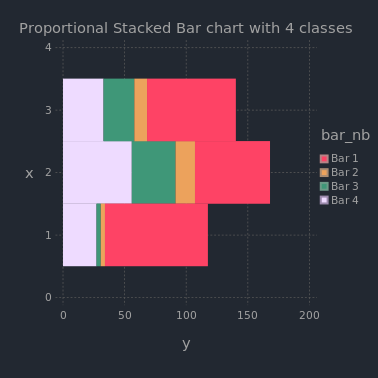 Proportional Stacked Bar chart with 4 classes
4
3
2
1
0
x
0 50 100 150 200
y
bar_nb
Bar 1
Bar 2
Bar 3
Bar 4